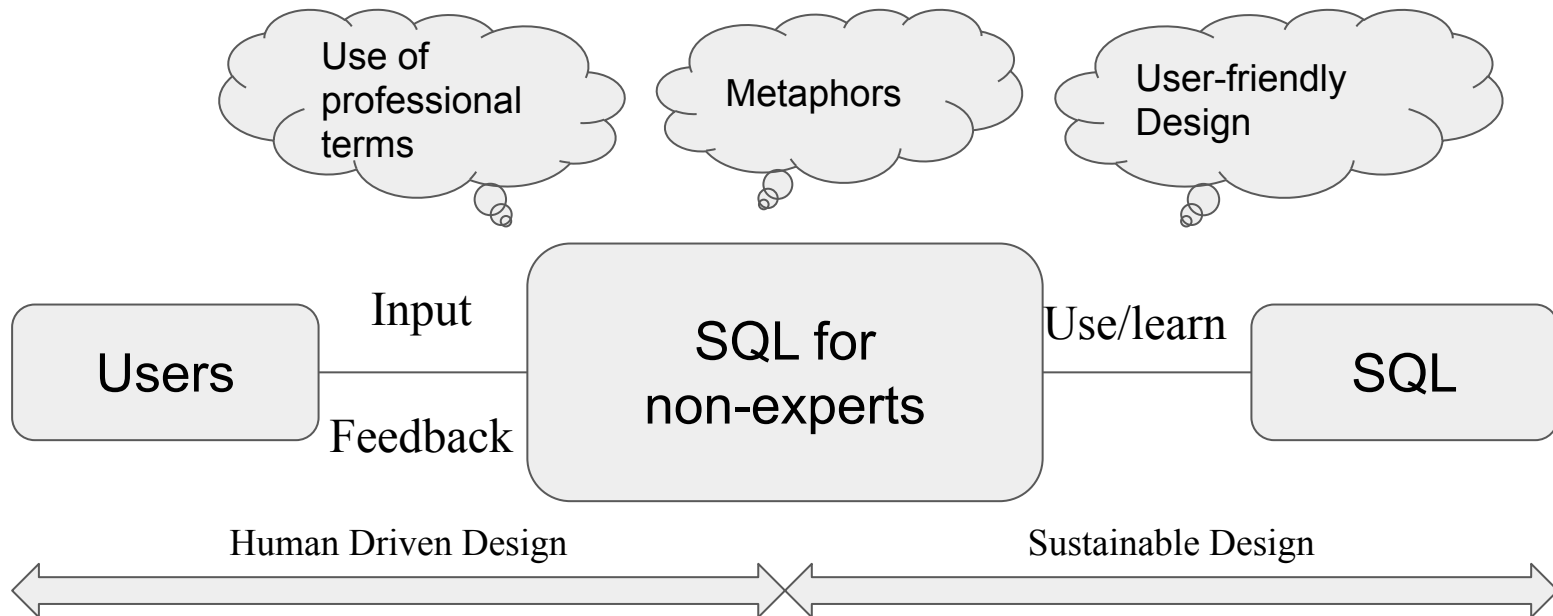 Use of
professional
terms
Metaphors
User-friendly
Design
Input
Use/learn
Users
SQL for
non-experts
SQL
Feedback
Human Driven Design
Sustainable Design